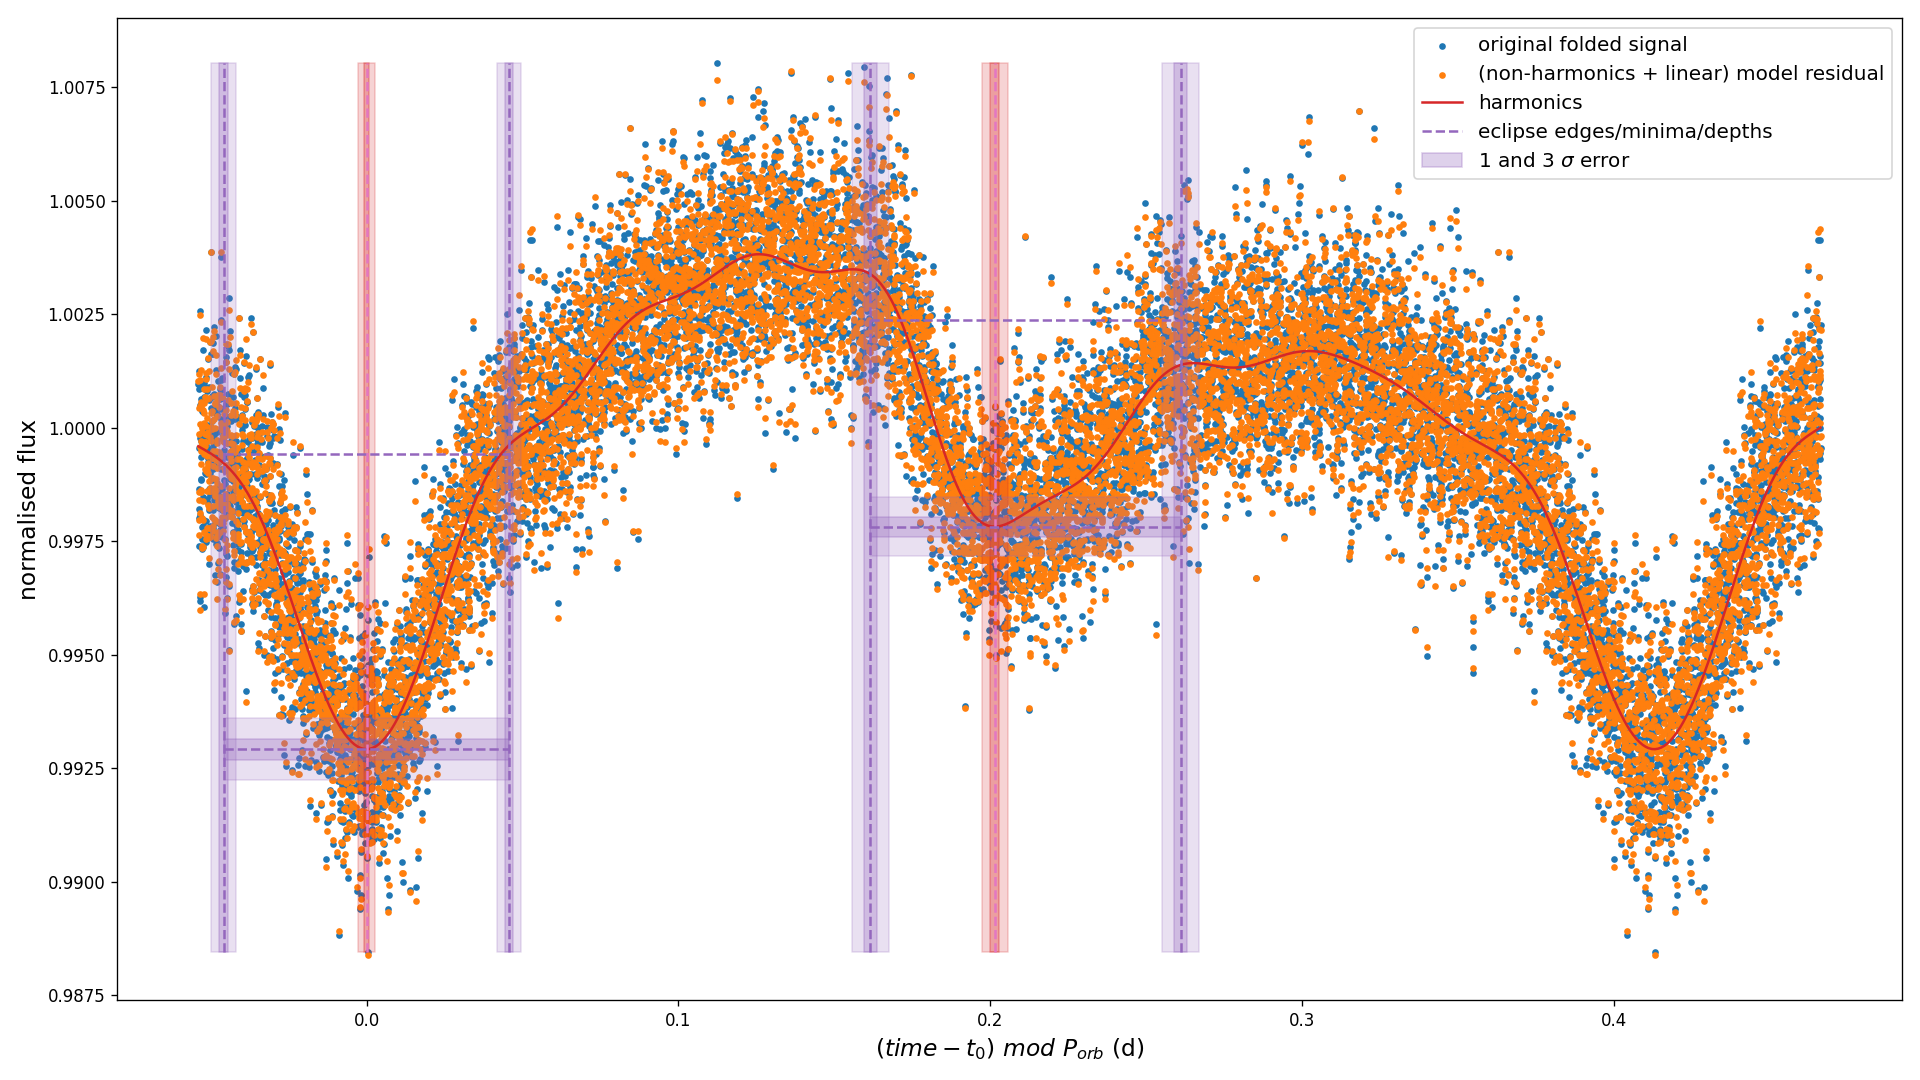 original folded signal
(non-harmonics + linear) model residual
harmonics
eclipse edges/minima/depths
1 and 3 σ error
normalised flux
1.0075
1.0050
1.0025
1.0000
0.9975
0.9950
0.9925
0.9900
0.9875
0.0 0.1 0.2 0.3 0.4
(time − t₀) mod P_orb (d)